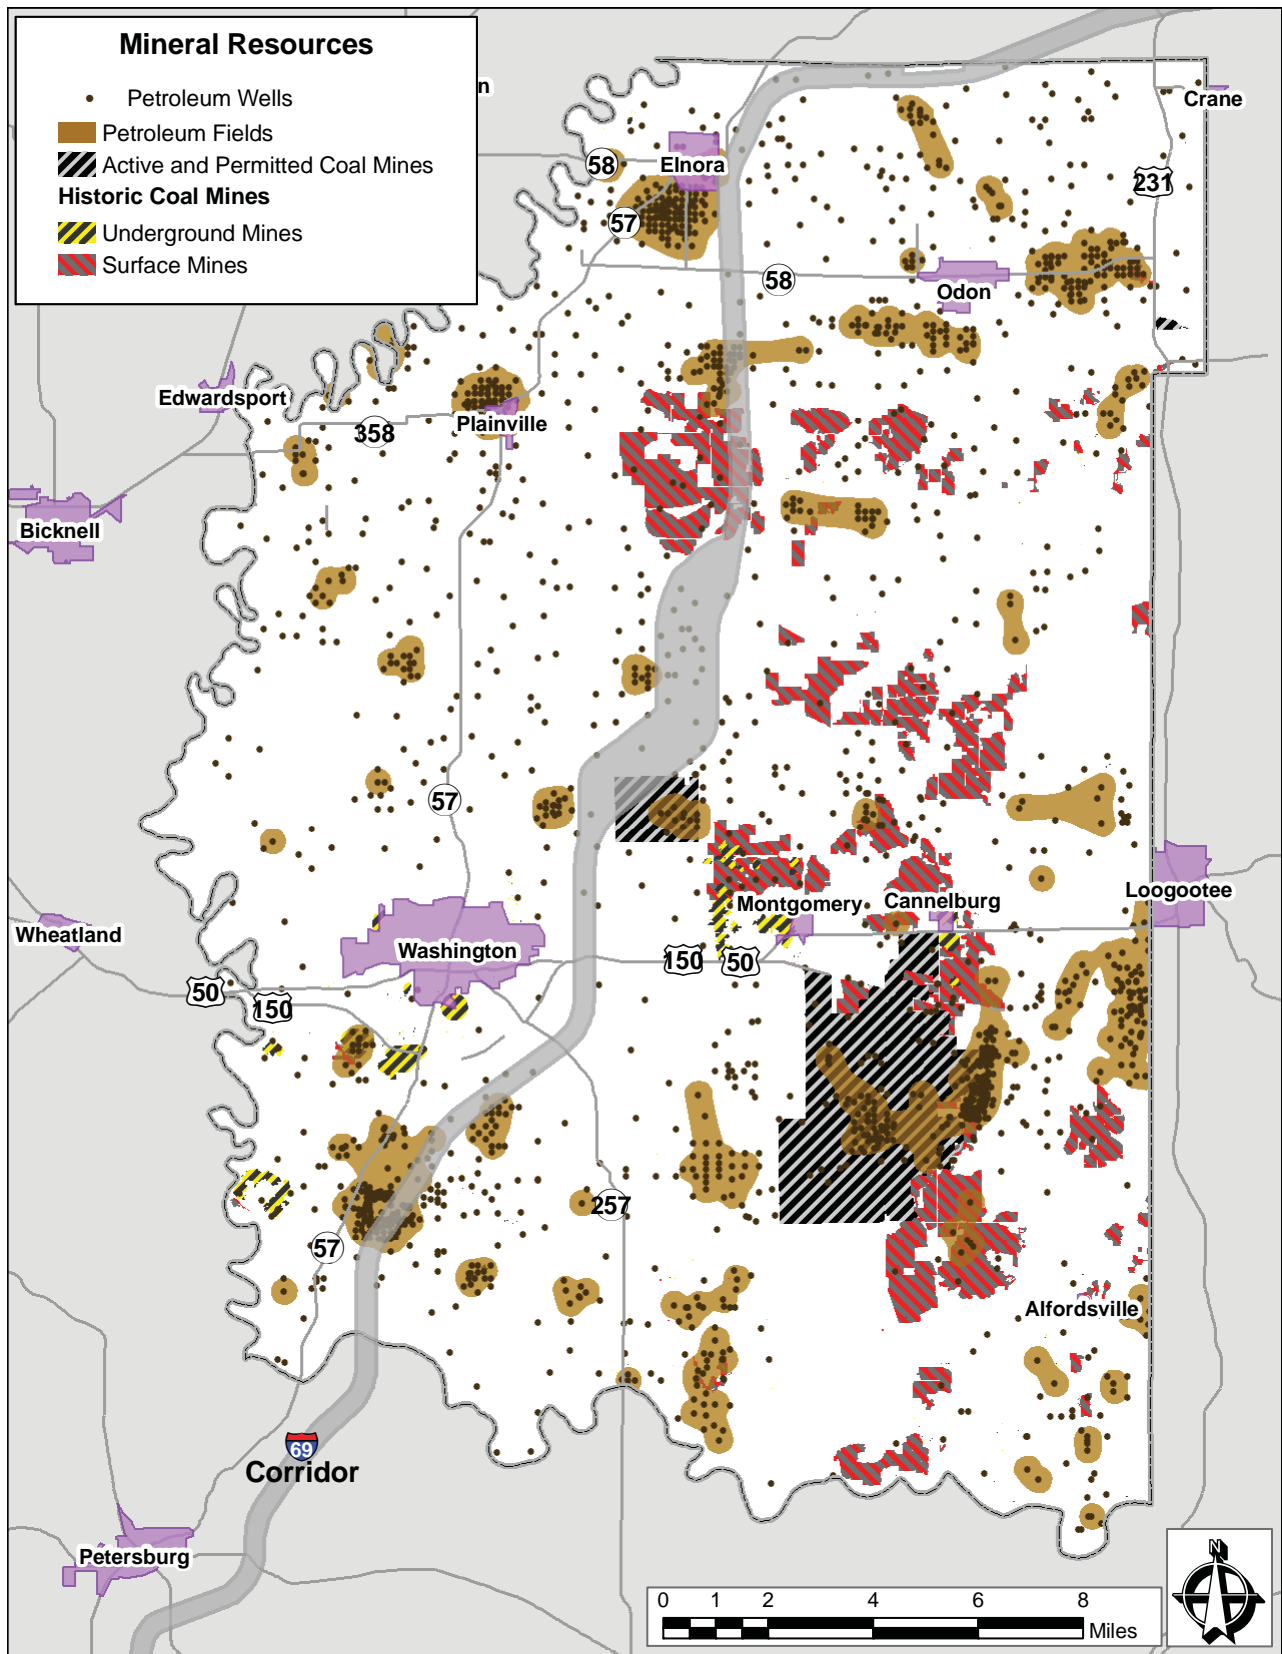 Mineral Resources
Petroleum Wells
Petroleum Fields
Active and Permitted Coal Mines
Historic Coal Mines
Underground Mines
Surface Mines
n
Crane
58
Elnora
231
57
58
Odon
Edwardsport
Plainville
358
Bicknell
57
Loogootee
Montgomery
Cannelburg
Wheatland
Washington
150
50
50
150
257
57
Alfordsville
69
Corridor
Petersburg
N
0 1 2 4 6 8
Miles